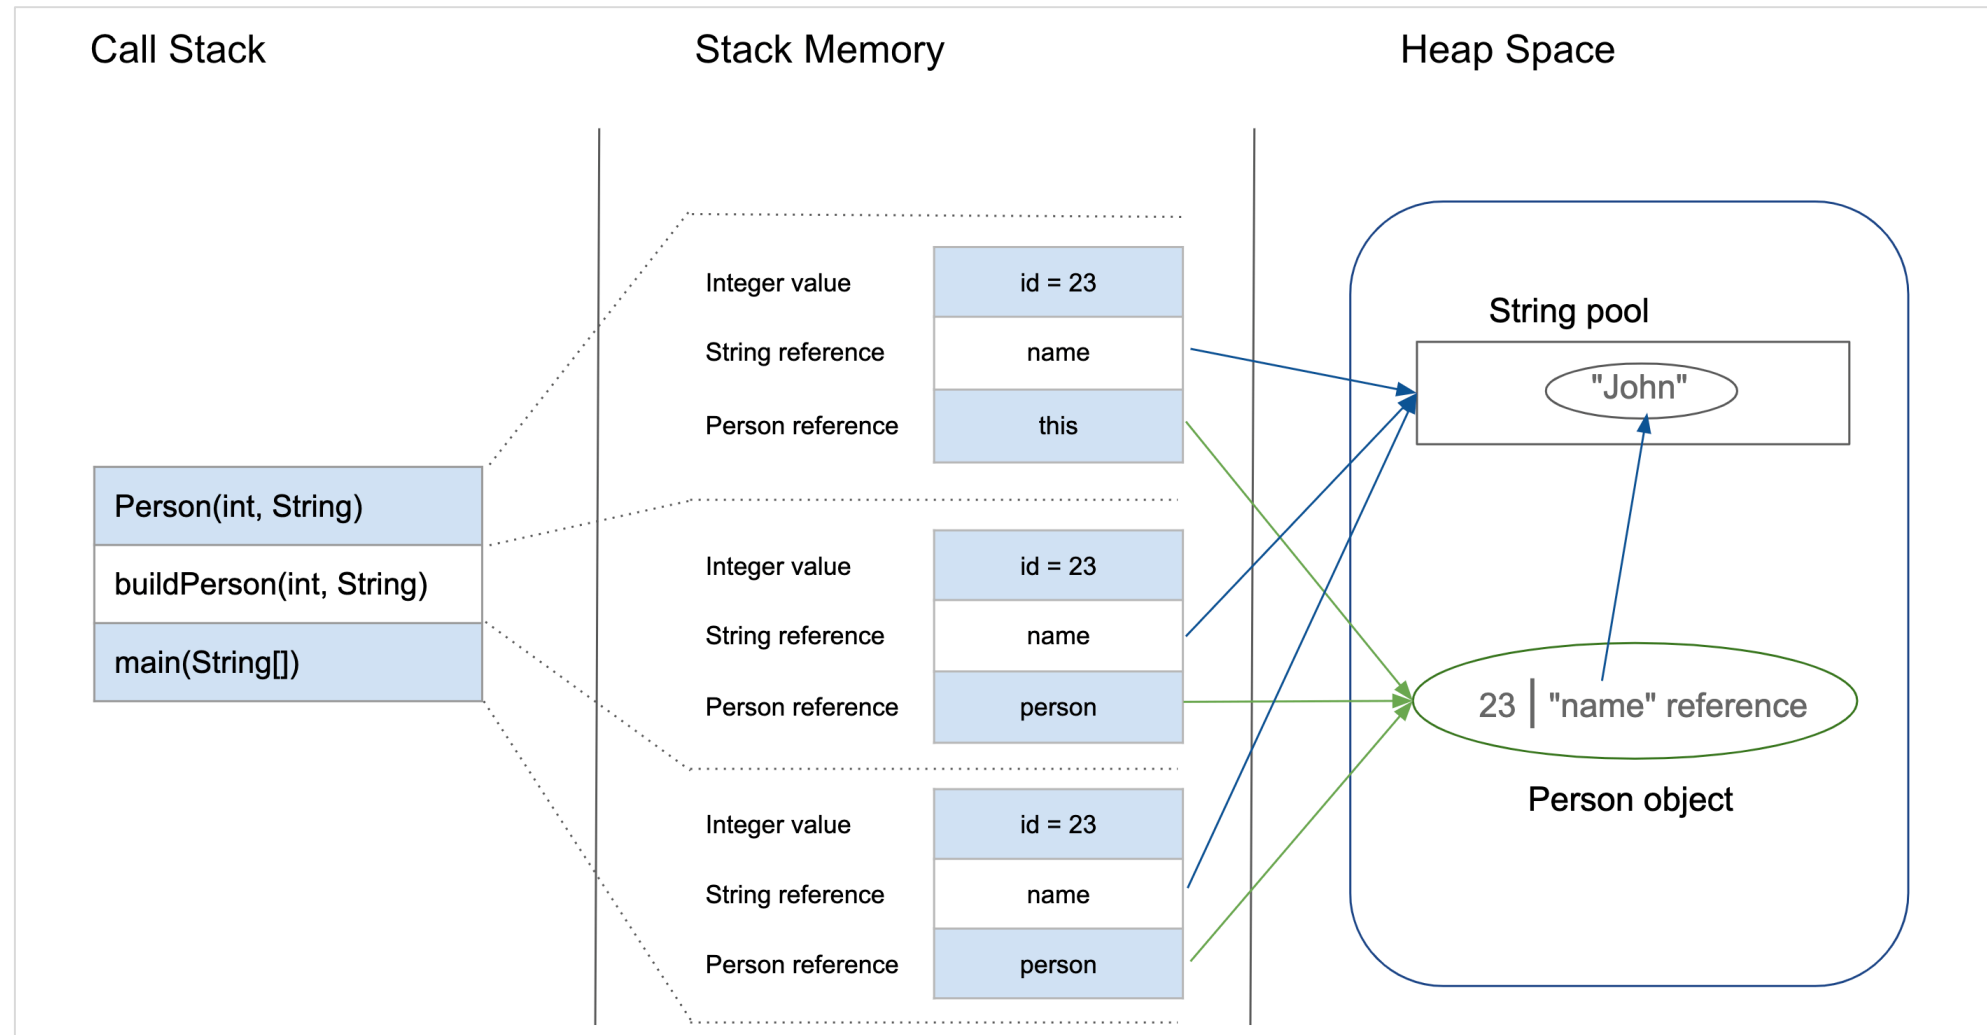 Call Stack
Stack Memory
Heap Space
Person(int, String)
buildPerson(int, String)
main(String[])
Integer value
id = 23
String reference
name
Person reference
this
Integer value
id = 23
String reference
name
Person reference
person
Integer value
id = 23
String reference
name
Person reference
person
String pool
"John"
23 | "name" reference
Person object